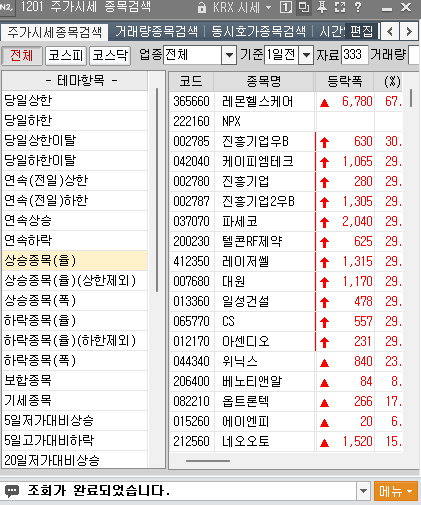 1201 주가시세 종목검색 KRX 시세
주가시세종목검색 거래량종목검색 동시호가종목검색 시간 편집
전체 코스피 코스닥 업종 전체 기준 1일전 자료 333 거래량
- 테마항목 -
당일상한
당일하한
당일상한이탈
당일하한이탈
연속(전일)상한
연속(전일)하한
연속상승
연속하락
상승종목(율)
상승종목(율)(상한제외)
상승종목(폭)
하락종목(율)
하락종목(율)(하한제외)
하락종목(폭)
보합종목
기세종목
5일저가대비상승
5일고가대비하락
20일저가대비상승
코드 종목명 등락폭 (%)
365660 레몬헬스케어 ▲ 6,780 67.
222160 NPX
002785 진흥기업우B ↑ 630 30.
042040 케이피엠테크 ↑ 1,065 29.
002780 진흥기업 ↑ 280 29.
002787 진흥기업2우B ↑ 1,305 29.
037070 파세코 ↑ 2,040 29.
200230 텔콘RF제약 ↑ 625 29.
412350 레이저쎌 ↑ 1,315 29.
007680 대원 ↑ 1,170 29.
013360 일성건설 ↑ 478 29.
065770 CS ↑ 557 29.
012170 아센디오 ↑ 231 29.
044340 위닉스 ▲ 840 23.
206400 베노티앤알 ▲ 84 8.
082210 옵트론텍 ▲ 266 17.
015260 에이엔피 ▲ 20 6.
212560 네오오토 ▲ 1,520 15.
조회가 완료되었습니다. 메뉴